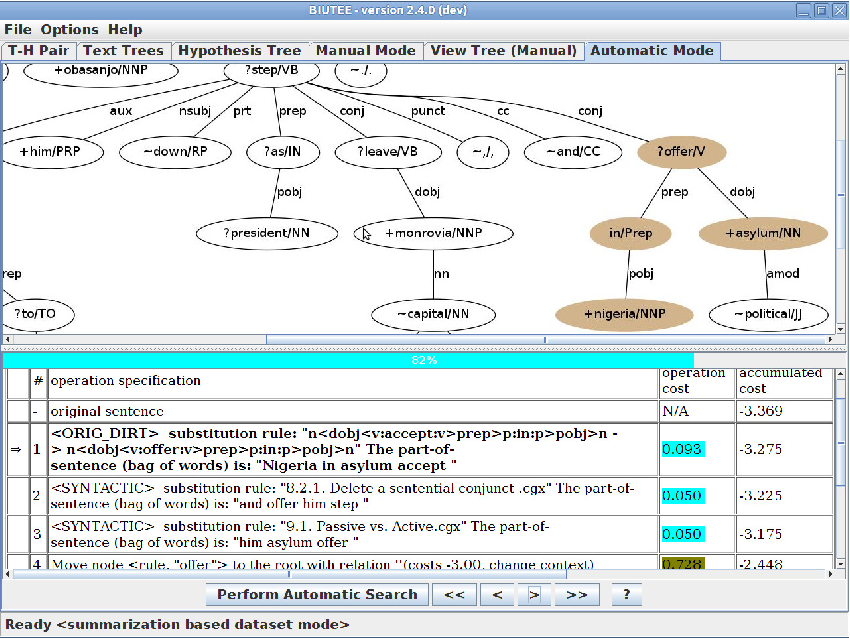 BIUTEE - version 2.4.0 (dev)
File Options Help
T-H Pair Text Trees Hypothesis Tree Manual Mode View Tree (Manual) Automatic Mode
+obasanjo/NNP ?step/VB ~./.
aux nsubj prt prep conj punct cc conj
+him/PRP ~down/RP ?as/IN ?leave/VB ~,/, ~and/CC ?offer/V
pobj dobj prep dobj
?president/NN +monrovia/NNP in/Prep +asylum/NN
rep nn pobj amod
?to/TO ~capital/NN +nigeria/NNP ~political/JJ
82%
# operation specification operation cost accumulated cost
- original sentence N/A -3.369
⇒ 1 <ORIG_DIRT> substitution rule: "n<dobj<v:accept:v>prep>p:in:p>pobj>n -
> n<dobj<v:offer:v>prep>p:in:p>pobj>n" The part-of-
sentence (bag of words) is: "Nigeria in asylum accept " 0.093 -3.275
2 <SYNTACTIC> substitution rule: "8.2.1. Delete a sentential conjunct .cgx" The part-of-
sentence (bag of words) is: "and offer him step " 0.050 -3.225
3 <SYNTACTIC> substitution rule: "9.1. Passive vs. Active.cgx" The part-of-
sentence (bag of words) is: "him asylum offer " 0.050 -3.175
4 Move node <rule, "offer"> to the root with relation ''(costs -3.00, change context) 0.728 -2.448
Perform Automatic Search << < > >> ?
Ready <summarization based dataset mode>